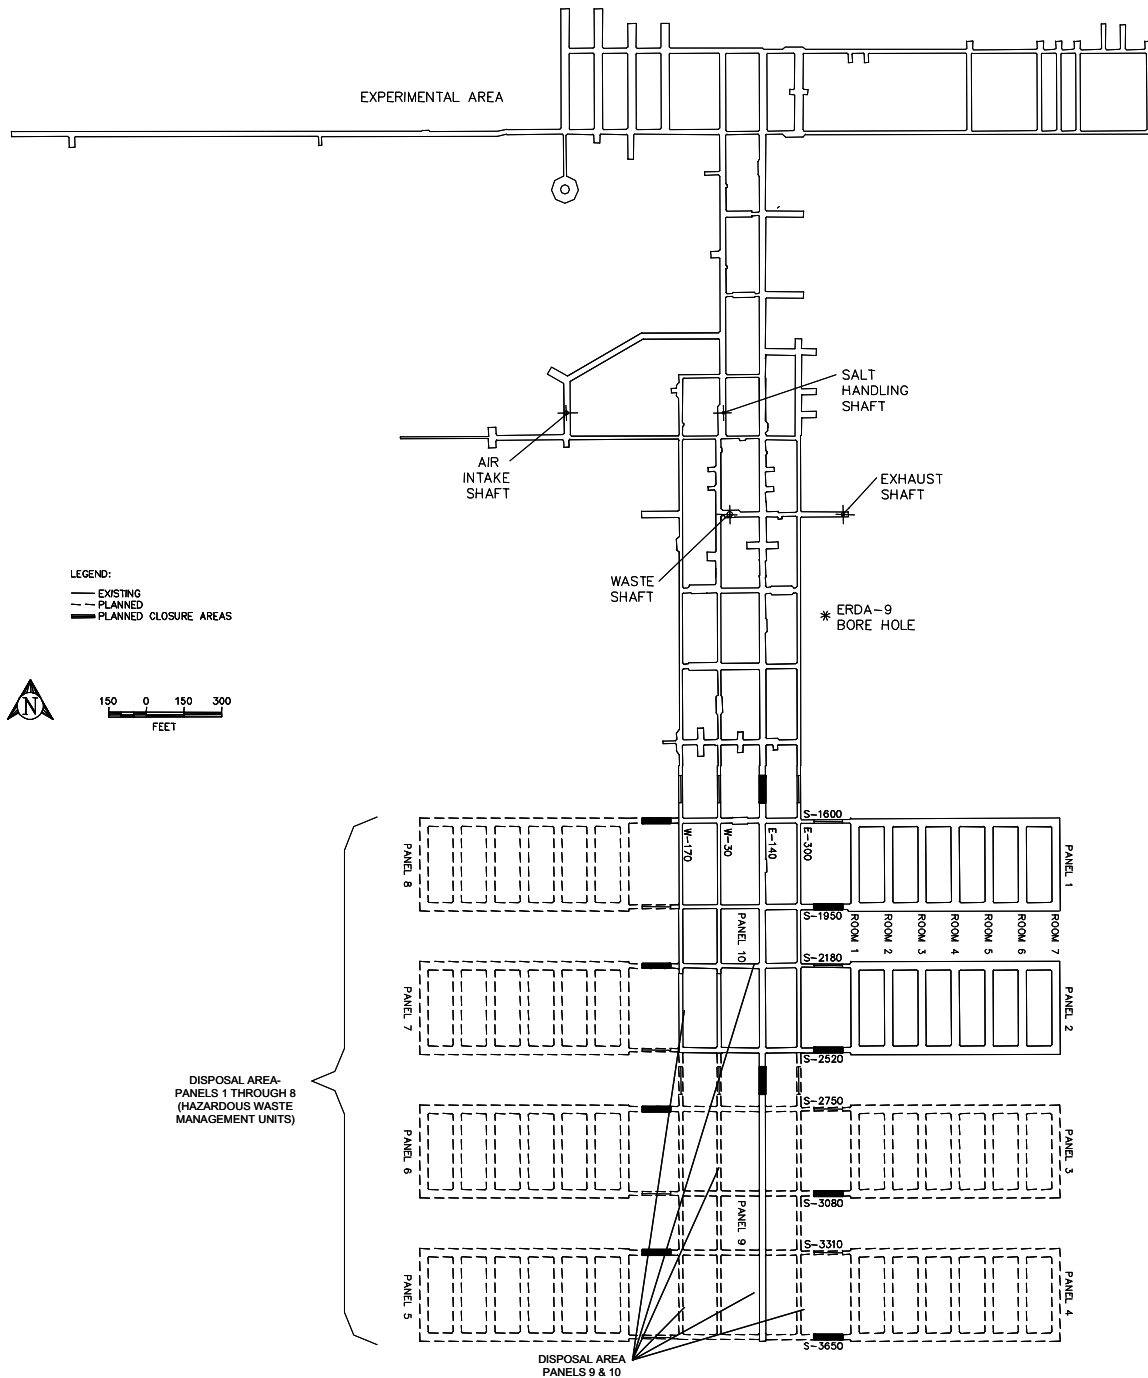 EXPERIMENTAL AREA
SALT
HANDLING
SHAFT
AIR
INTAKE
SHAFT
EXHAUST
SHAFT
WASTE
SHAFT
ERDA-9
BORE HOLE
LEGEND:
EXISTING
PLANNED
PLANNED CLOSURE AREAS
N
150 0 150 300
FEET
S-1600
W-170
W-30
E-140
E-300
PANEL 8
PANEL 1
S-1950
PANEL 10
ROOM 1
ROOM 2
ROOM 3
ROOM 4
ROOM 5
ROOM 6
ROOM 7
S-2180
PANEL 7
PANEL 2
S-2520
DISPOSAL AREA-
PANELS 1 THROUGH 8
(HAZARDOUS WASTE
MANAGEMENT UNITS)
S-2750
PANEL 6
PANEL 3
S-3080
PANEL 9
S-3310
PANEL 5
PANEL 4
S-3650
DISPOSAL AREA
PANELS 9 & 10